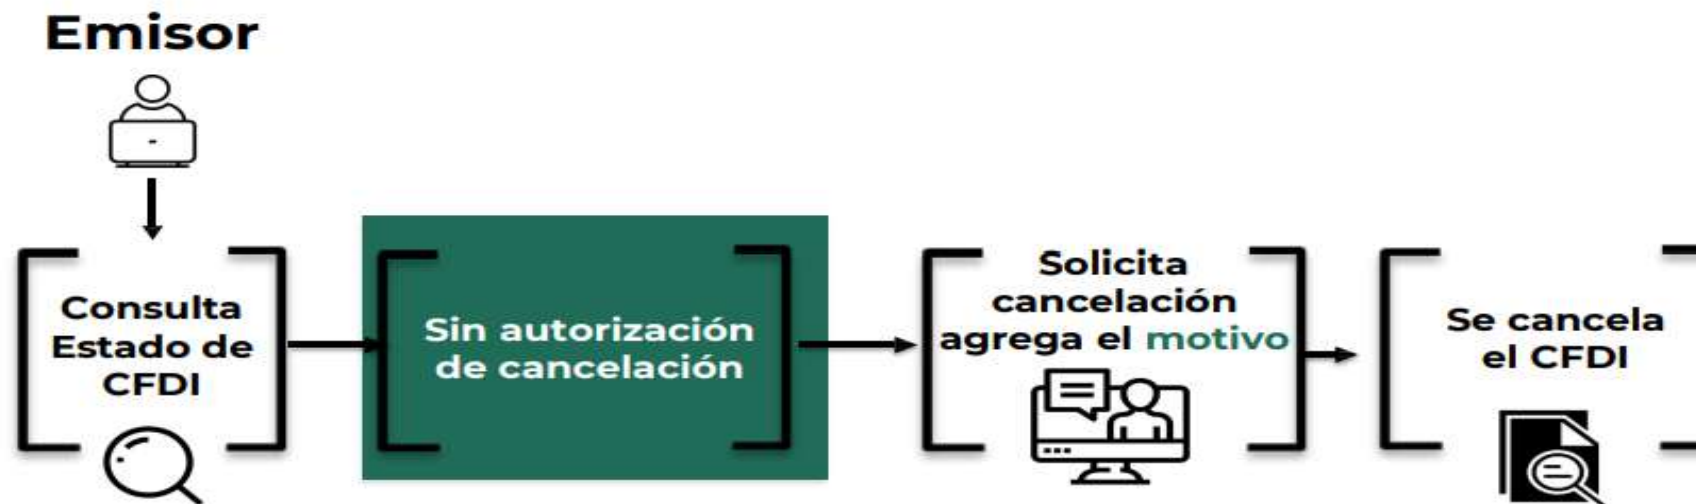 Emisor
Consulta
Estado de
CFDI
Sin autorización
de cancelación
Solicita
cancelación
agrega el motivo
Se cancela
el CFDI